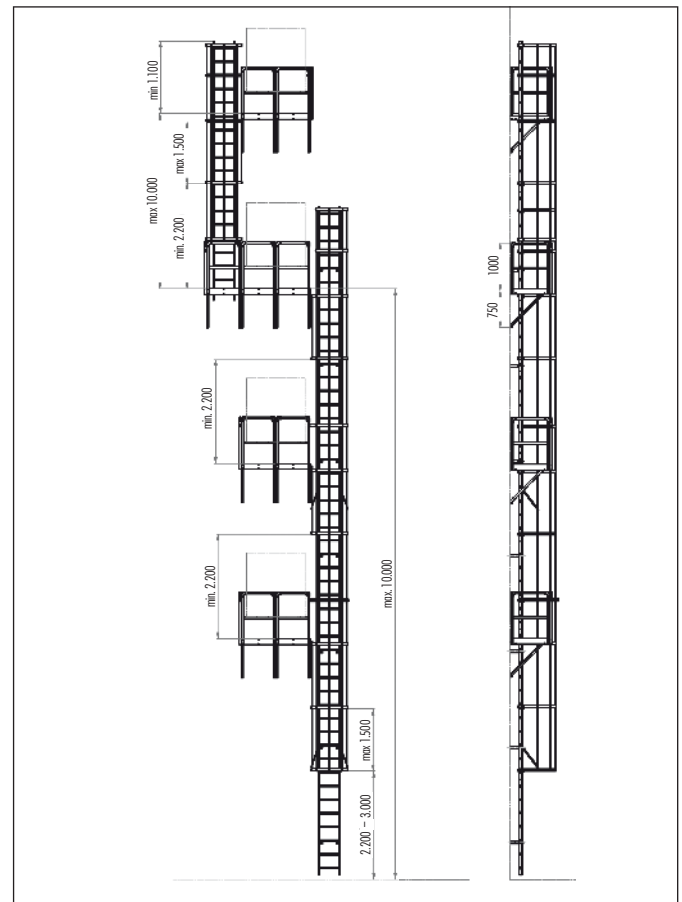 min 1.100
max 1.500
max 10.000
min. 2.200
1000
750
min. 2.200
min. 2.200
max. 10.000
max 1.500
2.200 – 3.000